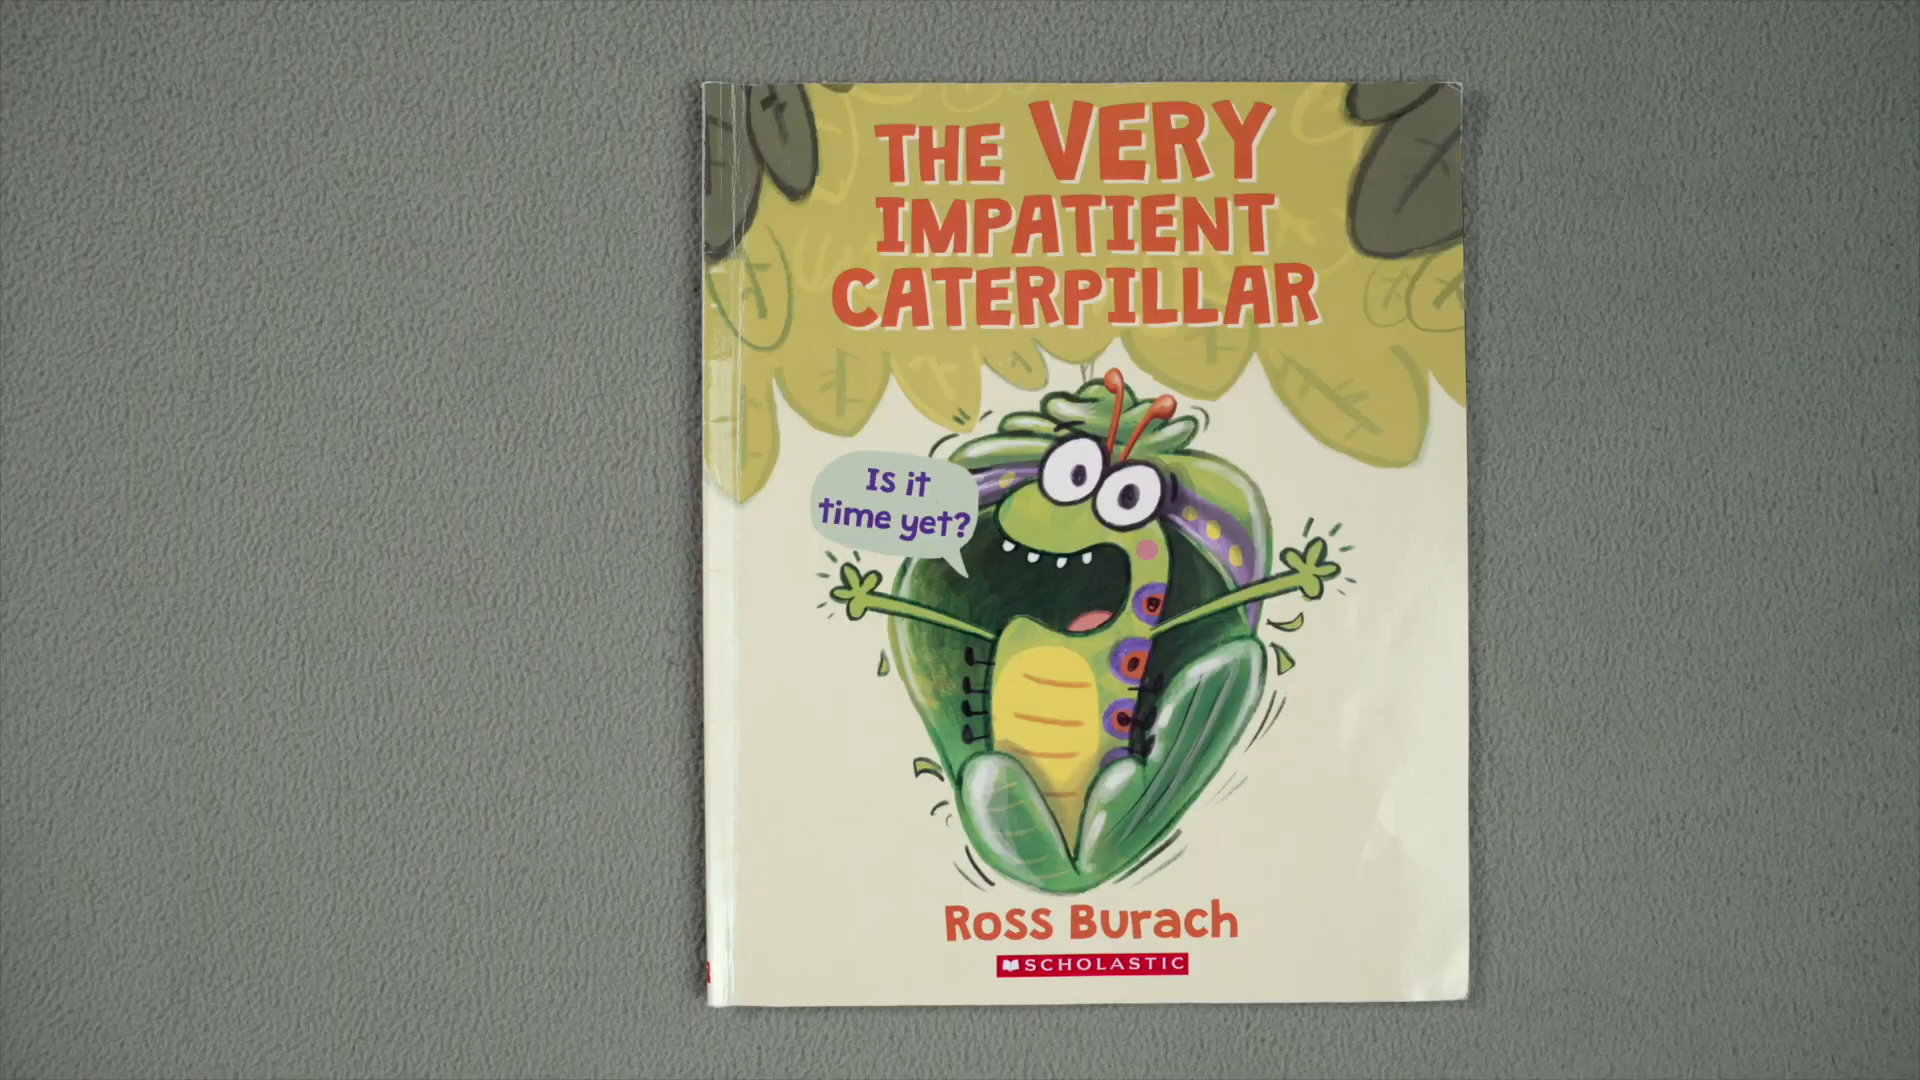 THE VERY
IMPATIENT
CATERPILLAR
Is it
time yet?
Ross Burach
SCHOLASTIC